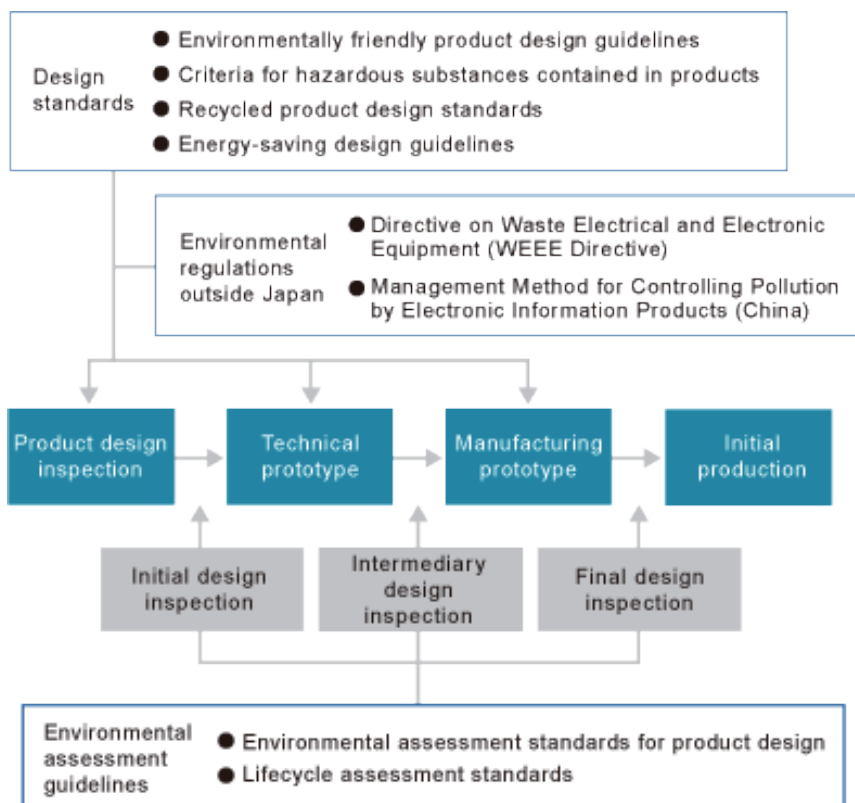 Design
standards
● Environmentally friendly product design guidelines
● Criteria for hazardous substances contained in products
● Recycled product design standards
● Energy-saving design guidelines
Environmental
regulations
outside Japan
● Directive on Waste Electrical and Electronic
Equipment (WEEE Directive)
● Management Method for Controlling Pollution
by Electronic Information Products (China)
Product design
inspection
Technical
prototype
Manufacturing
prototype
Initial
production
Initial design
inspection
Intermediary
design
inspection
Final design
inspection
Environmental
assessment
guidelines
● Environmental assessment standards for product design
● Lifecycle assessment standards